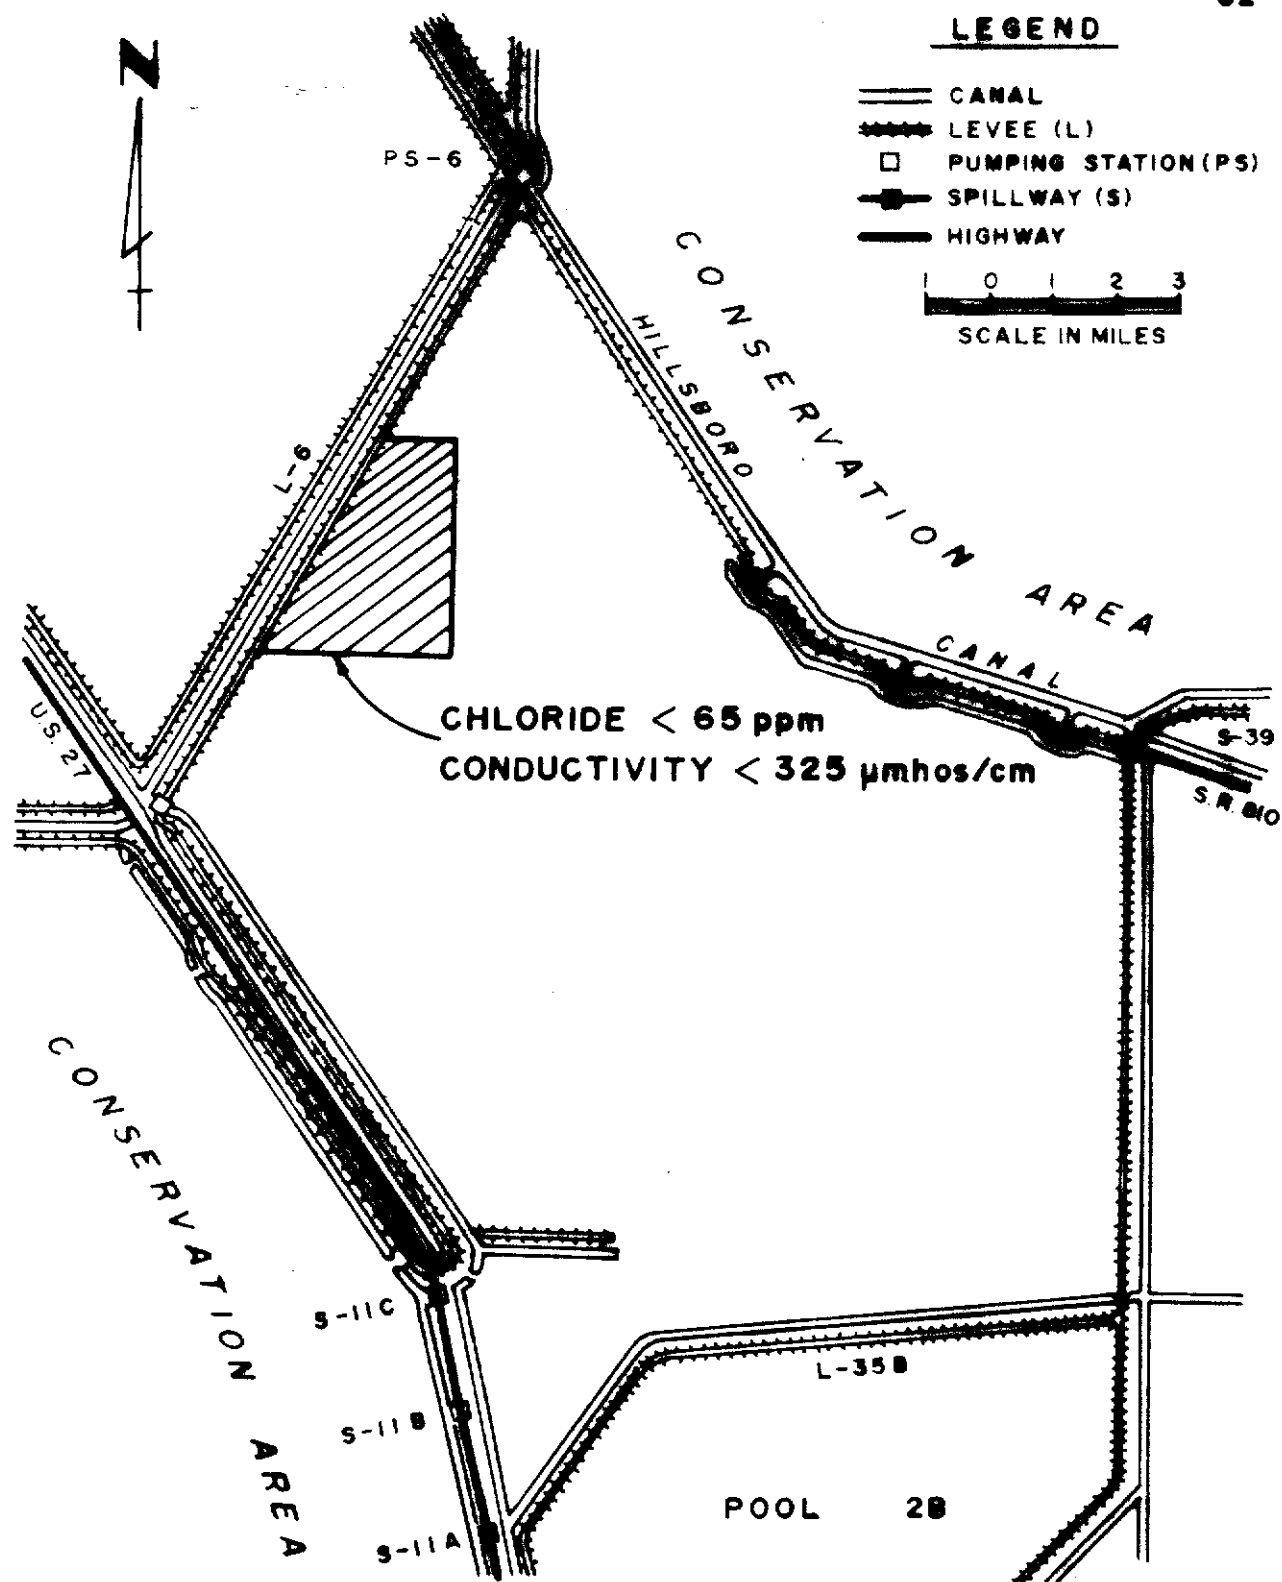 LEGEND
CANAL
LEVEE (L)
PUMPING STATION (PS)
SPILLWAY (S)
HIGHWAY
1 0 1 2 3
SCALE IN MILES
N
PS-6
CONSERVATION AREA
HILLSBORO
CANAL
L-6
U.S. 27
CHLORIDE < 65 ppm
CONDUCTIVITY < 325 µmhos/cm
S-39
S.R. 810
CONSERVATION AREA
S-11C
S-11B
S-11A
L-35B
POOL 2B